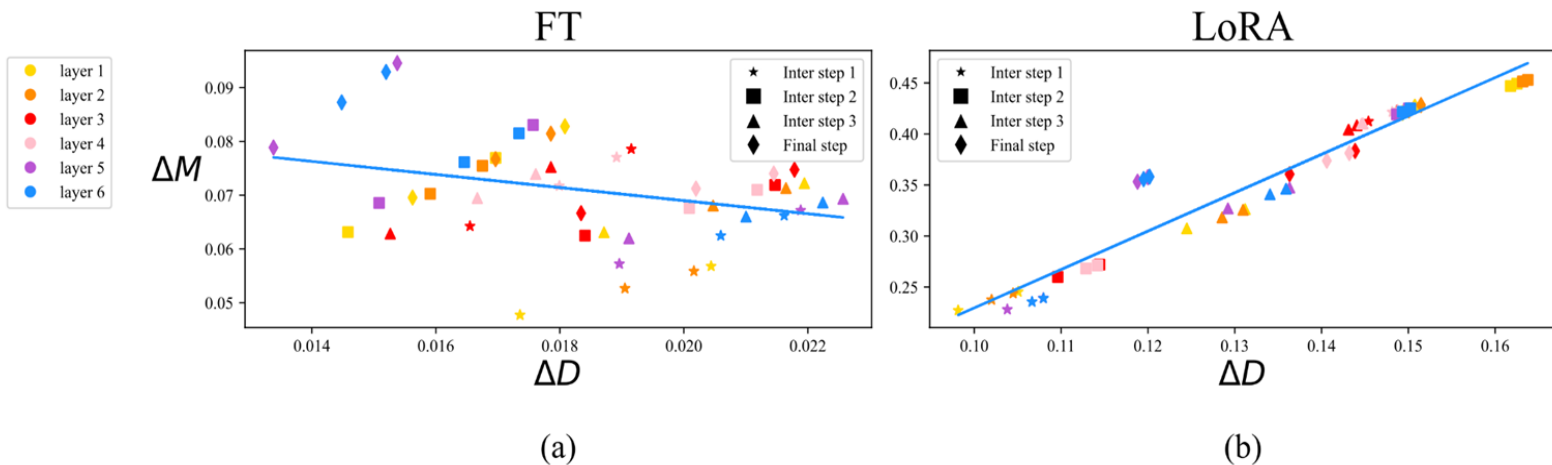 FT
LoRA
layer 1
layer 2
layer 3
layer 4
layer 5
layer 6
ΔM
0.09
0.08
0.07
0.06
0.05
Inter step 1
Inter step 2
Inter step 3
Final step
0.014 0.016 0.018 0.020 0.022
ΔD
(a)
0.45
0.40
0.35
0.30
0.25
Inter step 1
Inter step 2
Inter step 3
Final step
0.10 0.11 0.12 0.13 0.14 0.15 0.16
ΔD
(b)